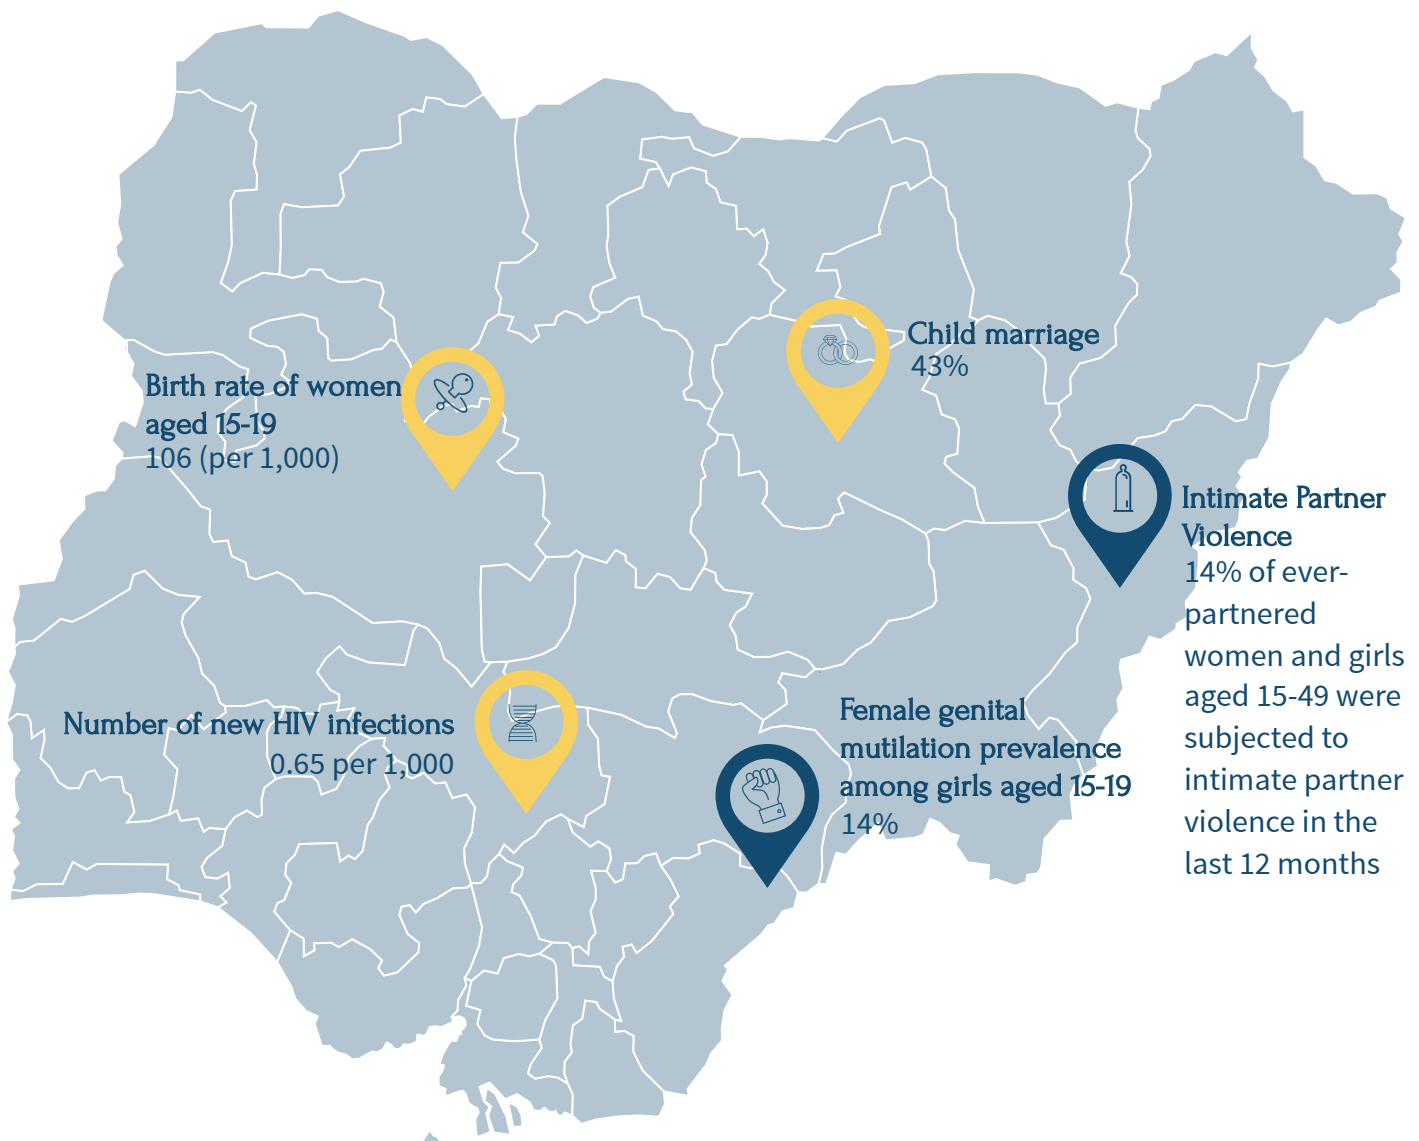 Child marriage
43%
Birth rate of women
aged 15-19
106 (per 1,000)
Intimate Partner
Violence
14% of ever-
partnered
women and girls
aged 15-49 were
subjected to
intimate partner
violence in the
last 12 months
Number of new HIV infections
0.65 per 1,000
Female genital
mutilation prevalence
among girls aged 15-19
14%